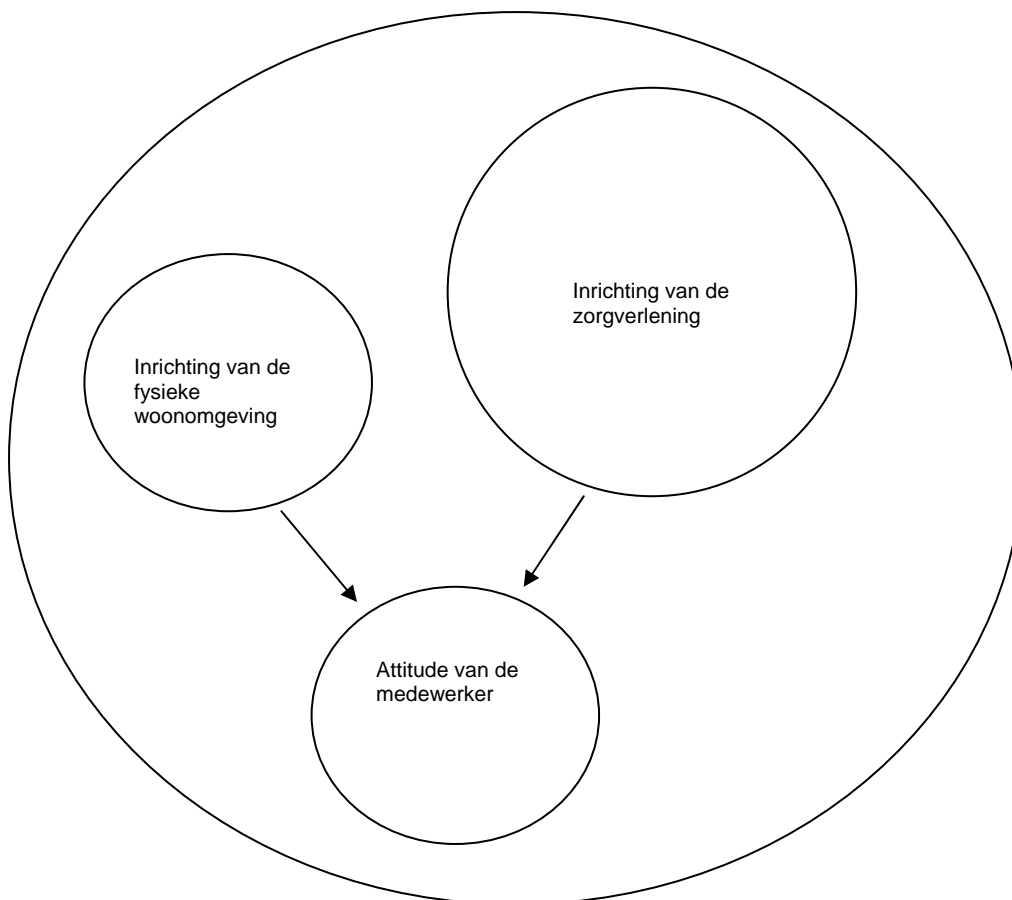 Inrichting van de
zorgverlening
Inrichting van de
fysieke
woonomgeving
Attitude van de
medewerker